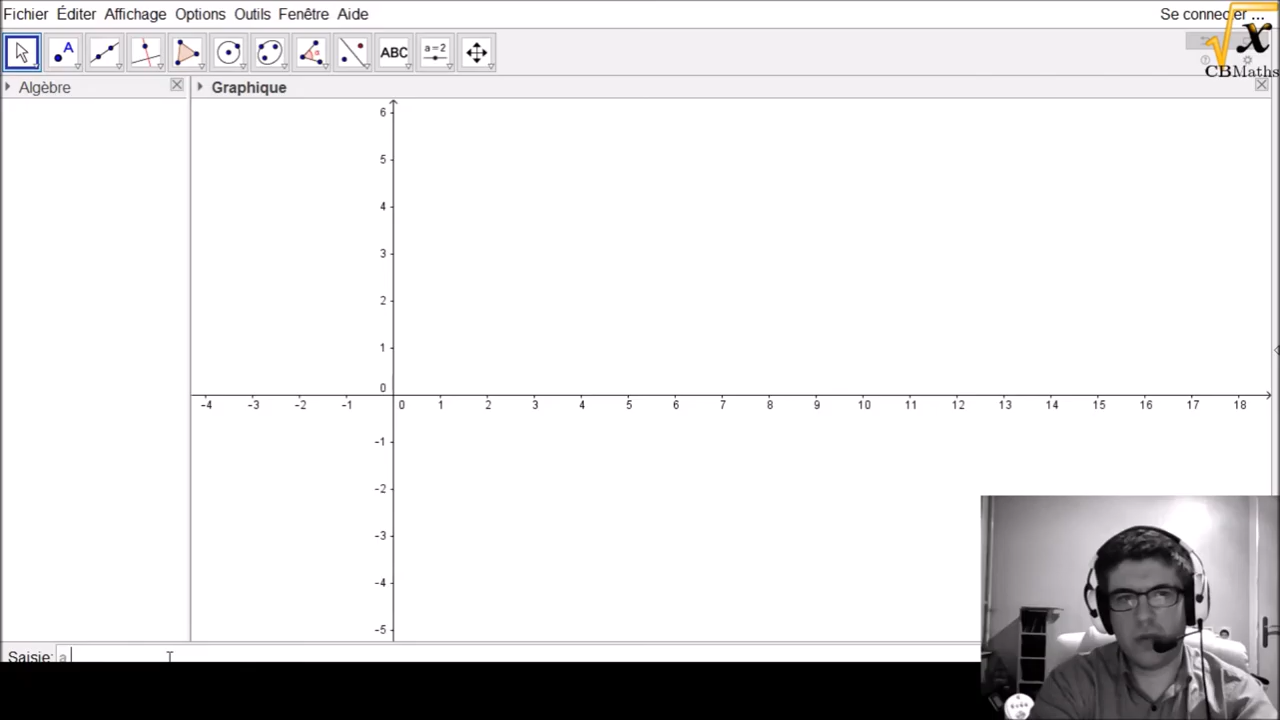 Fichier Éditer Affichage Options Outils Fenêtre Aide Se connecter ...
A α ABC a=2
√x
CBMaths
Algèbre Graphique
6
5
4
3
2
1
0
-4 -3 -2 -1 0 1 2 3 4 5 6 7 8 9 10 11 12 13 14 15 16 17 18
-1
-2
-3
-4
-5
Saisie: a